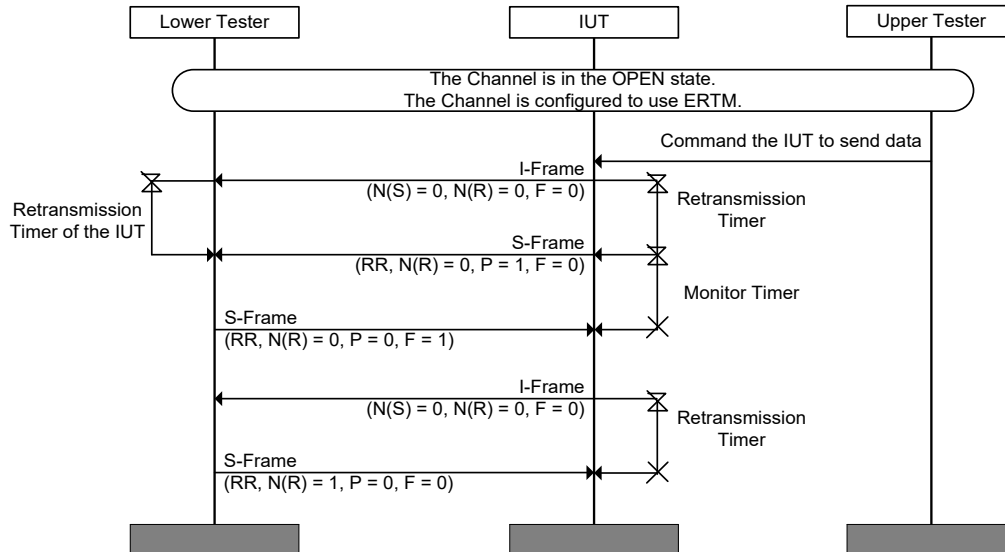 Lower Tester
IUT
Upper Tester
The Channel is in the OPEN state.
The Channel is configured to use ERTM.
Command the IUT to send data
I-Frame
(N(S) = 0, N(R) = 0, F = 0)
Retransmission
Timer of the IUT
Retransmission
Timer
S-Frame
(RR, N(R) = 0, P = 1, F = 0)
Monitor Timer
S-Frame
(RR, N(R) = 0, P = 0, F = 1)
I-Frame
(N(S) = 0, N(R) = 0, F = 0)
Retransmission
Timer
S-Frame
(RR, N(R) = 1, P = 0, F = 0)